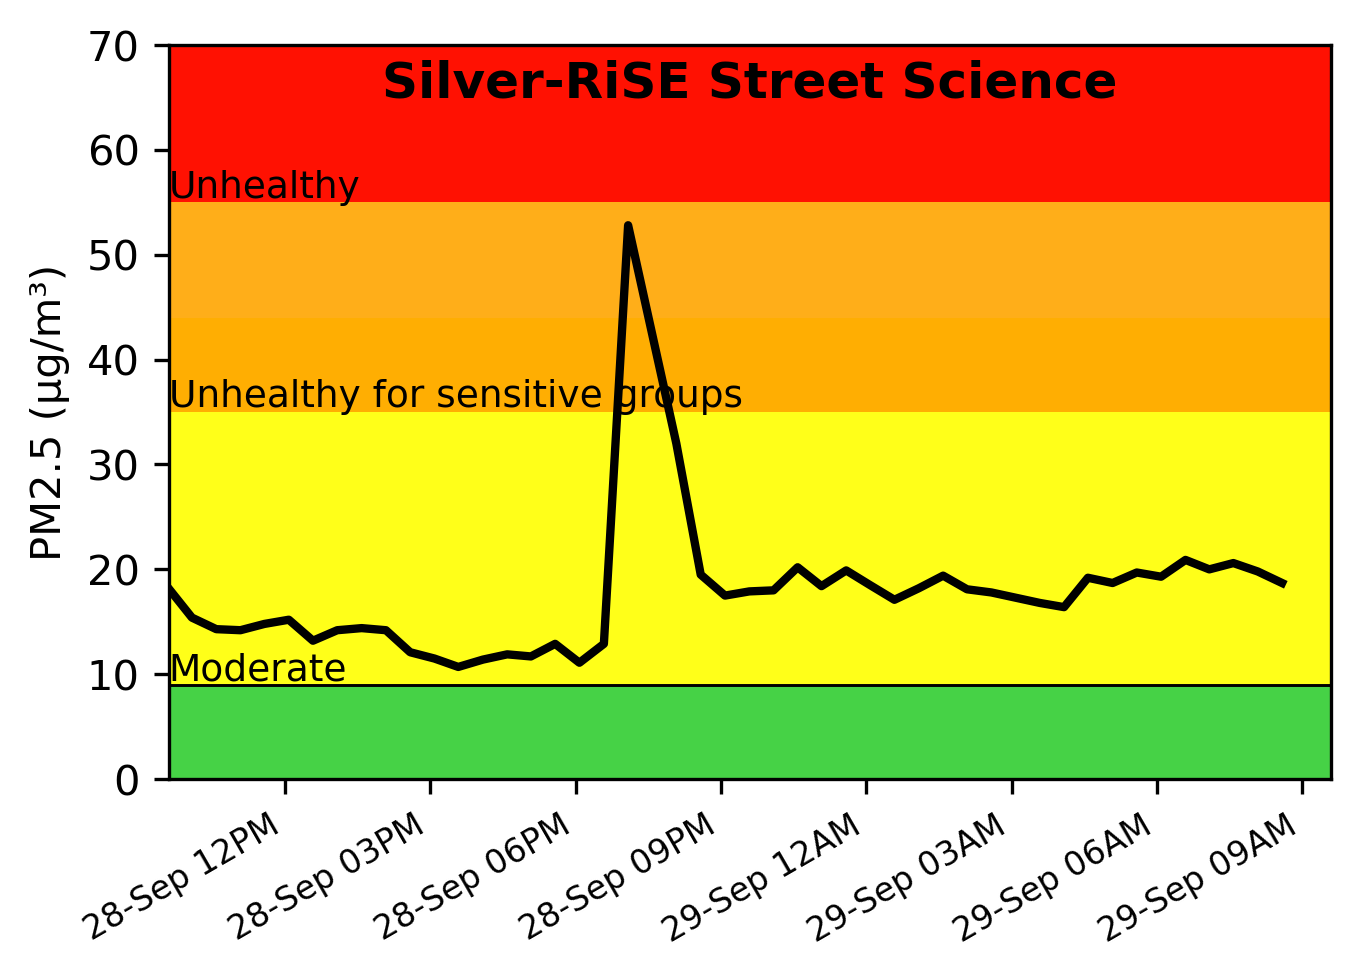 Silver-RiSE Street Science
70
60
50
40
30
20
10
0
PM2.5 (µg/m³)
Unhealthy
Unhealthy for sensitive groups
Moderate
28-Sep 12PM
28-Sep 03PM
28-Sep 06PM
28-Sep 09PM
29-Sep 12AM
29-Sep 03AM
29-Sep 06AM
29-Sep 09AM